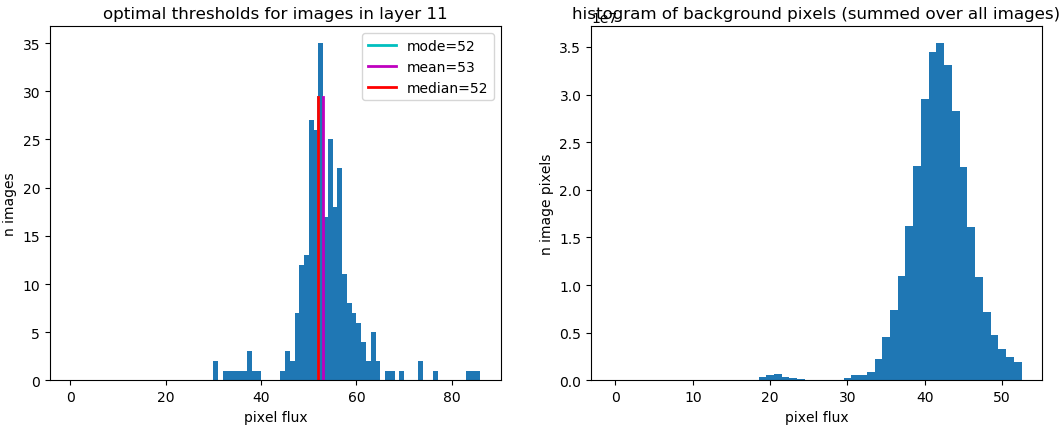 optimal thresholds for images in layer 11
35
30
25
20
15
10
5
0
n images
0 20 40 60 80
pixel flux
mode=52
mean=53
median=52
histogram of background pixels (summed over all images)
1e7
3.5
3.0
2.5
2.0
1.5
1.0
0.5
0.0
n image pixels
0 10 20 30 40 50
pixel flux